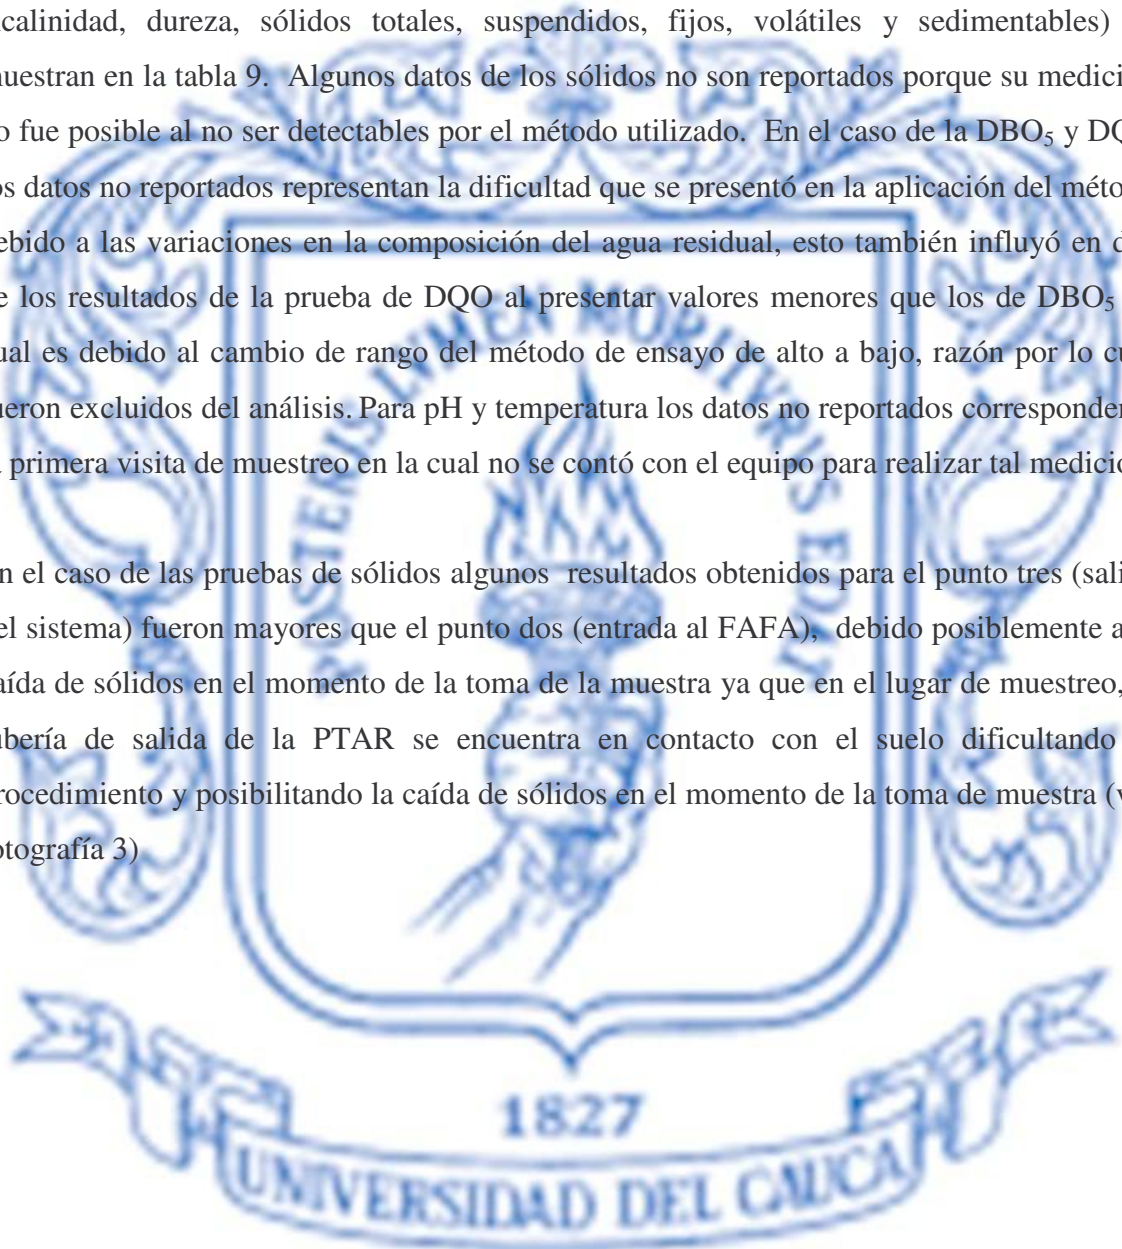 calinidad, dureza, sólidos totales, suspendidos, fijos, volátiles y sedimentables)
uestran en la tabla 9. Algunos datos de los sólidos no son reportados porque su medici
o fue posible al no ser detectables por el método utilizado. En el caso de la DBO5 y DQ
os datos no reportados representan la dificultad que se presentó en la aplicación del méto
ebido a las variaciones en la composición del agua residual, esto también influyó en d
e los resultados de la prueba de DQO al presentar valores menores que los de DBO5
ual es debido al cambio de rango del método de ensayo de alto a bajo, razón por lo cu
ueron excluidos del análisis. Para pH y temperatura los datos no reportados corresponden
a primera visita de muestreo en la cual no se contó con el equipo para realizar tal medició
n el caso de las pruebas de sólidos algunos resultados obtenidos para el punto tres (sali
el sistema) fueron mayores que el punto dos (entrada al FAFA), debido posiblemente a
aída de sólidos en el momento de la toma de la muestra ya que en el lugar de muestreo,
ubería de salida de la PTAR se encuentra en contacto con el suelo dificultando
rocedimiento y posibilitando la caída de sólidos en el momento de la toma de muestra (v
otografía 3)
POSTERIS LVMEN MORITVRVS EDAT
1827
UNIVERSIDAD DEL CAUCA